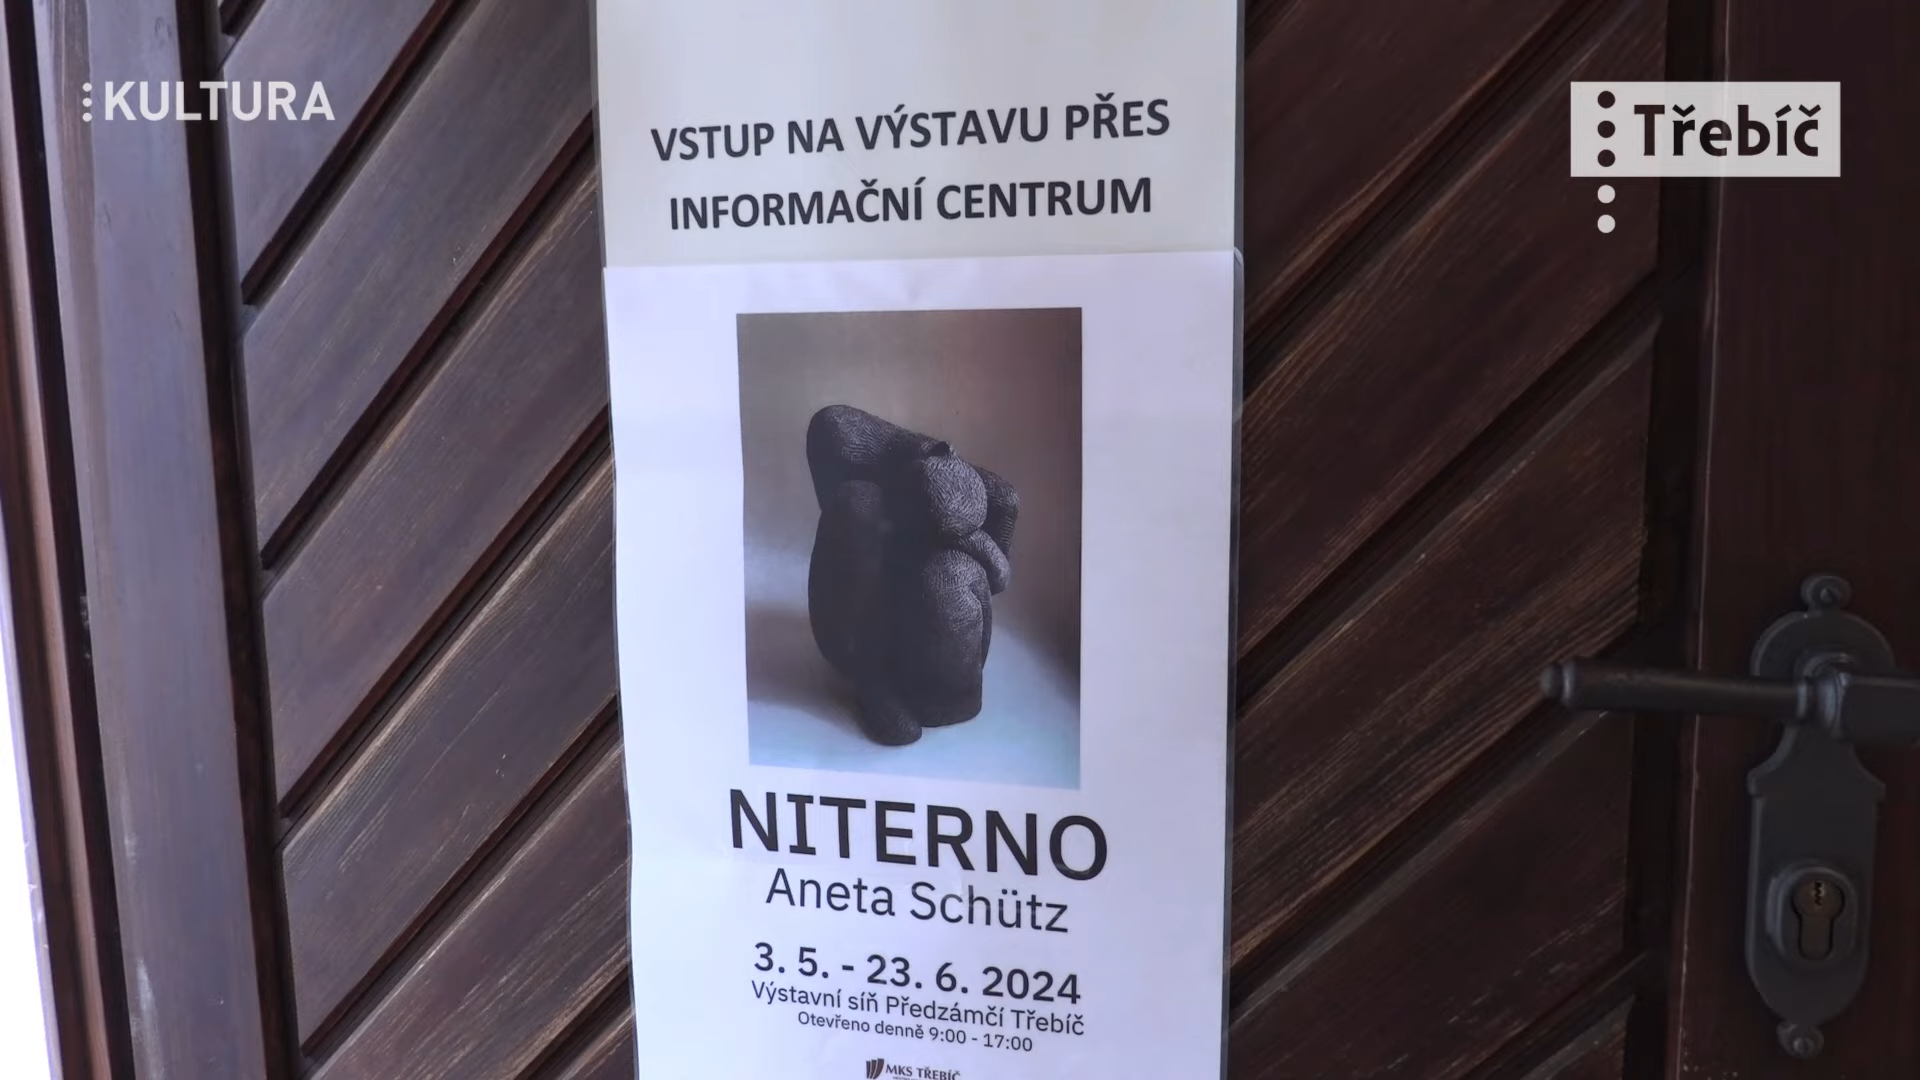 KULTURA
Třebíč
VSTUP NA VÝSTAVU PŘES
INFORMAČNÍ CENTRUM
NITERNO
Aneta Schütz
3. 5. - 23. 6. 2024
Výstavní síň Předzámčí Třebíč
Otevřeno denně 9:00 - 17:00
MKS TŘEBÍČ